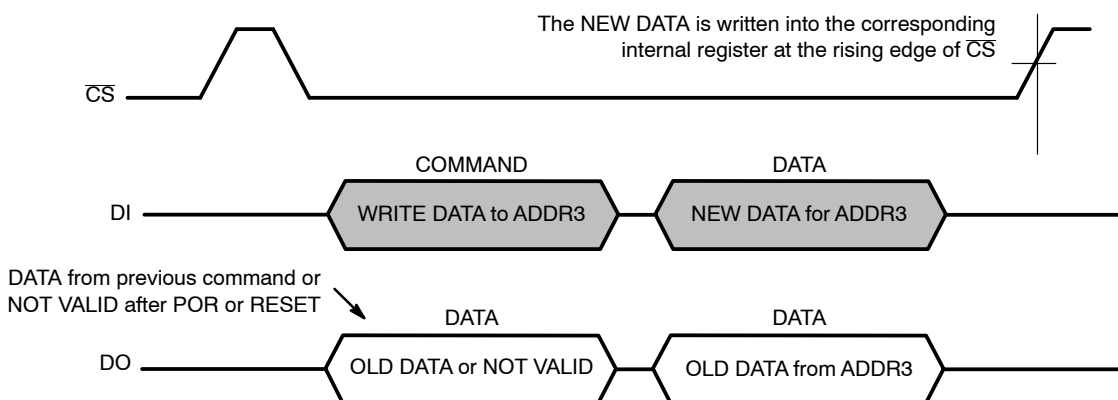 The NEW DATA is written into the corresponding
internal register at the rising edge of C̅S̅
C̅S̅
COMMAND
DATA
DI
WRITE DATA to ADDR3
NEW DATA for ADDR3
DATA from previous command or
NOT VALID after POR or RESET
DATA
DATA
DO
OLD DATA or NOT VALID
OLD DATA from ADDR3